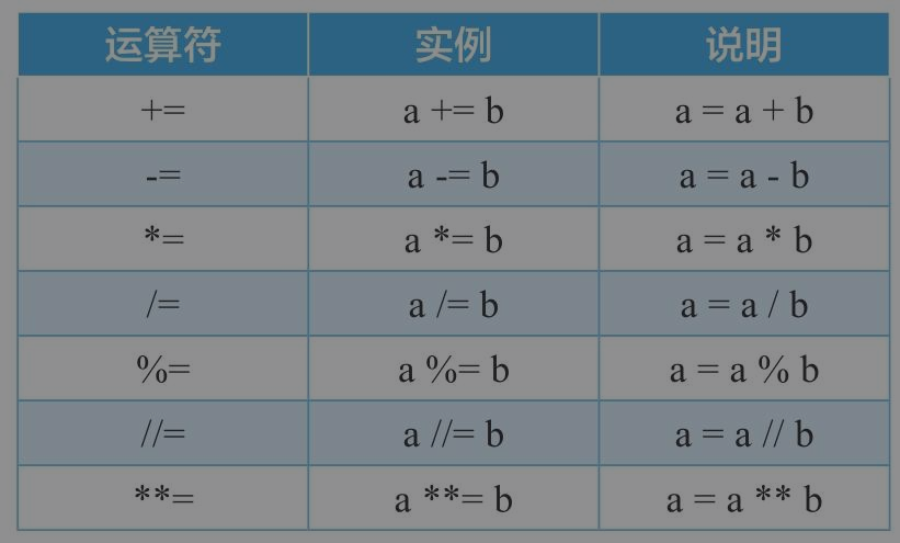 运算符 实例 说明
+= a += b a = a + b
-= a -= b a = a - b
*= a *= b a = a * b
/= a /= b a = a / b
%= a %= b a = a % b
//= a //= b a = a // b
**= a **= b a = a ** b